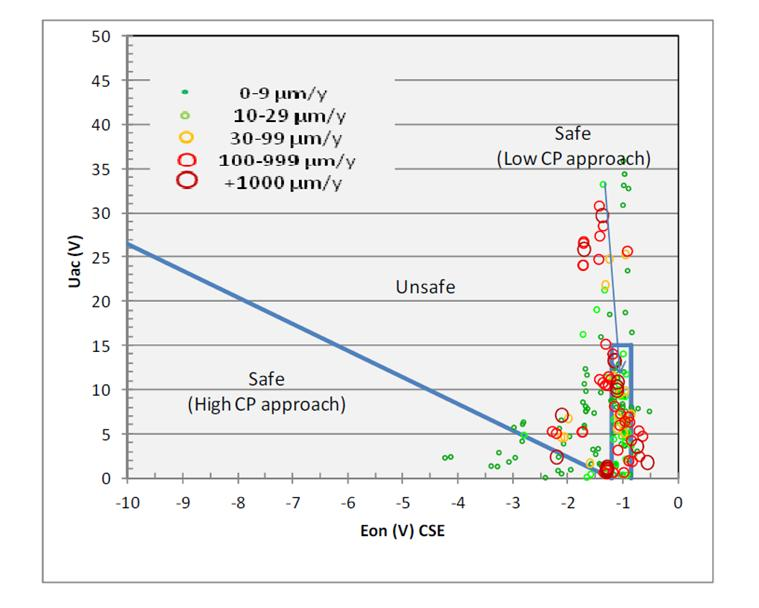 50
45
40
35
30
25
20
15
10
5
0
Uac (V)
0-9 μm/y
10-29 μm/y
30-99 μm/y
100-999 μm/y
+1000 μm/y
Safe
(Low CP approach)
Unsafe
Safe
(High CP approach)
-10 -9 -8 -7 -6 -5 -4 -3 -2 -1 0
Eon (V) CSE